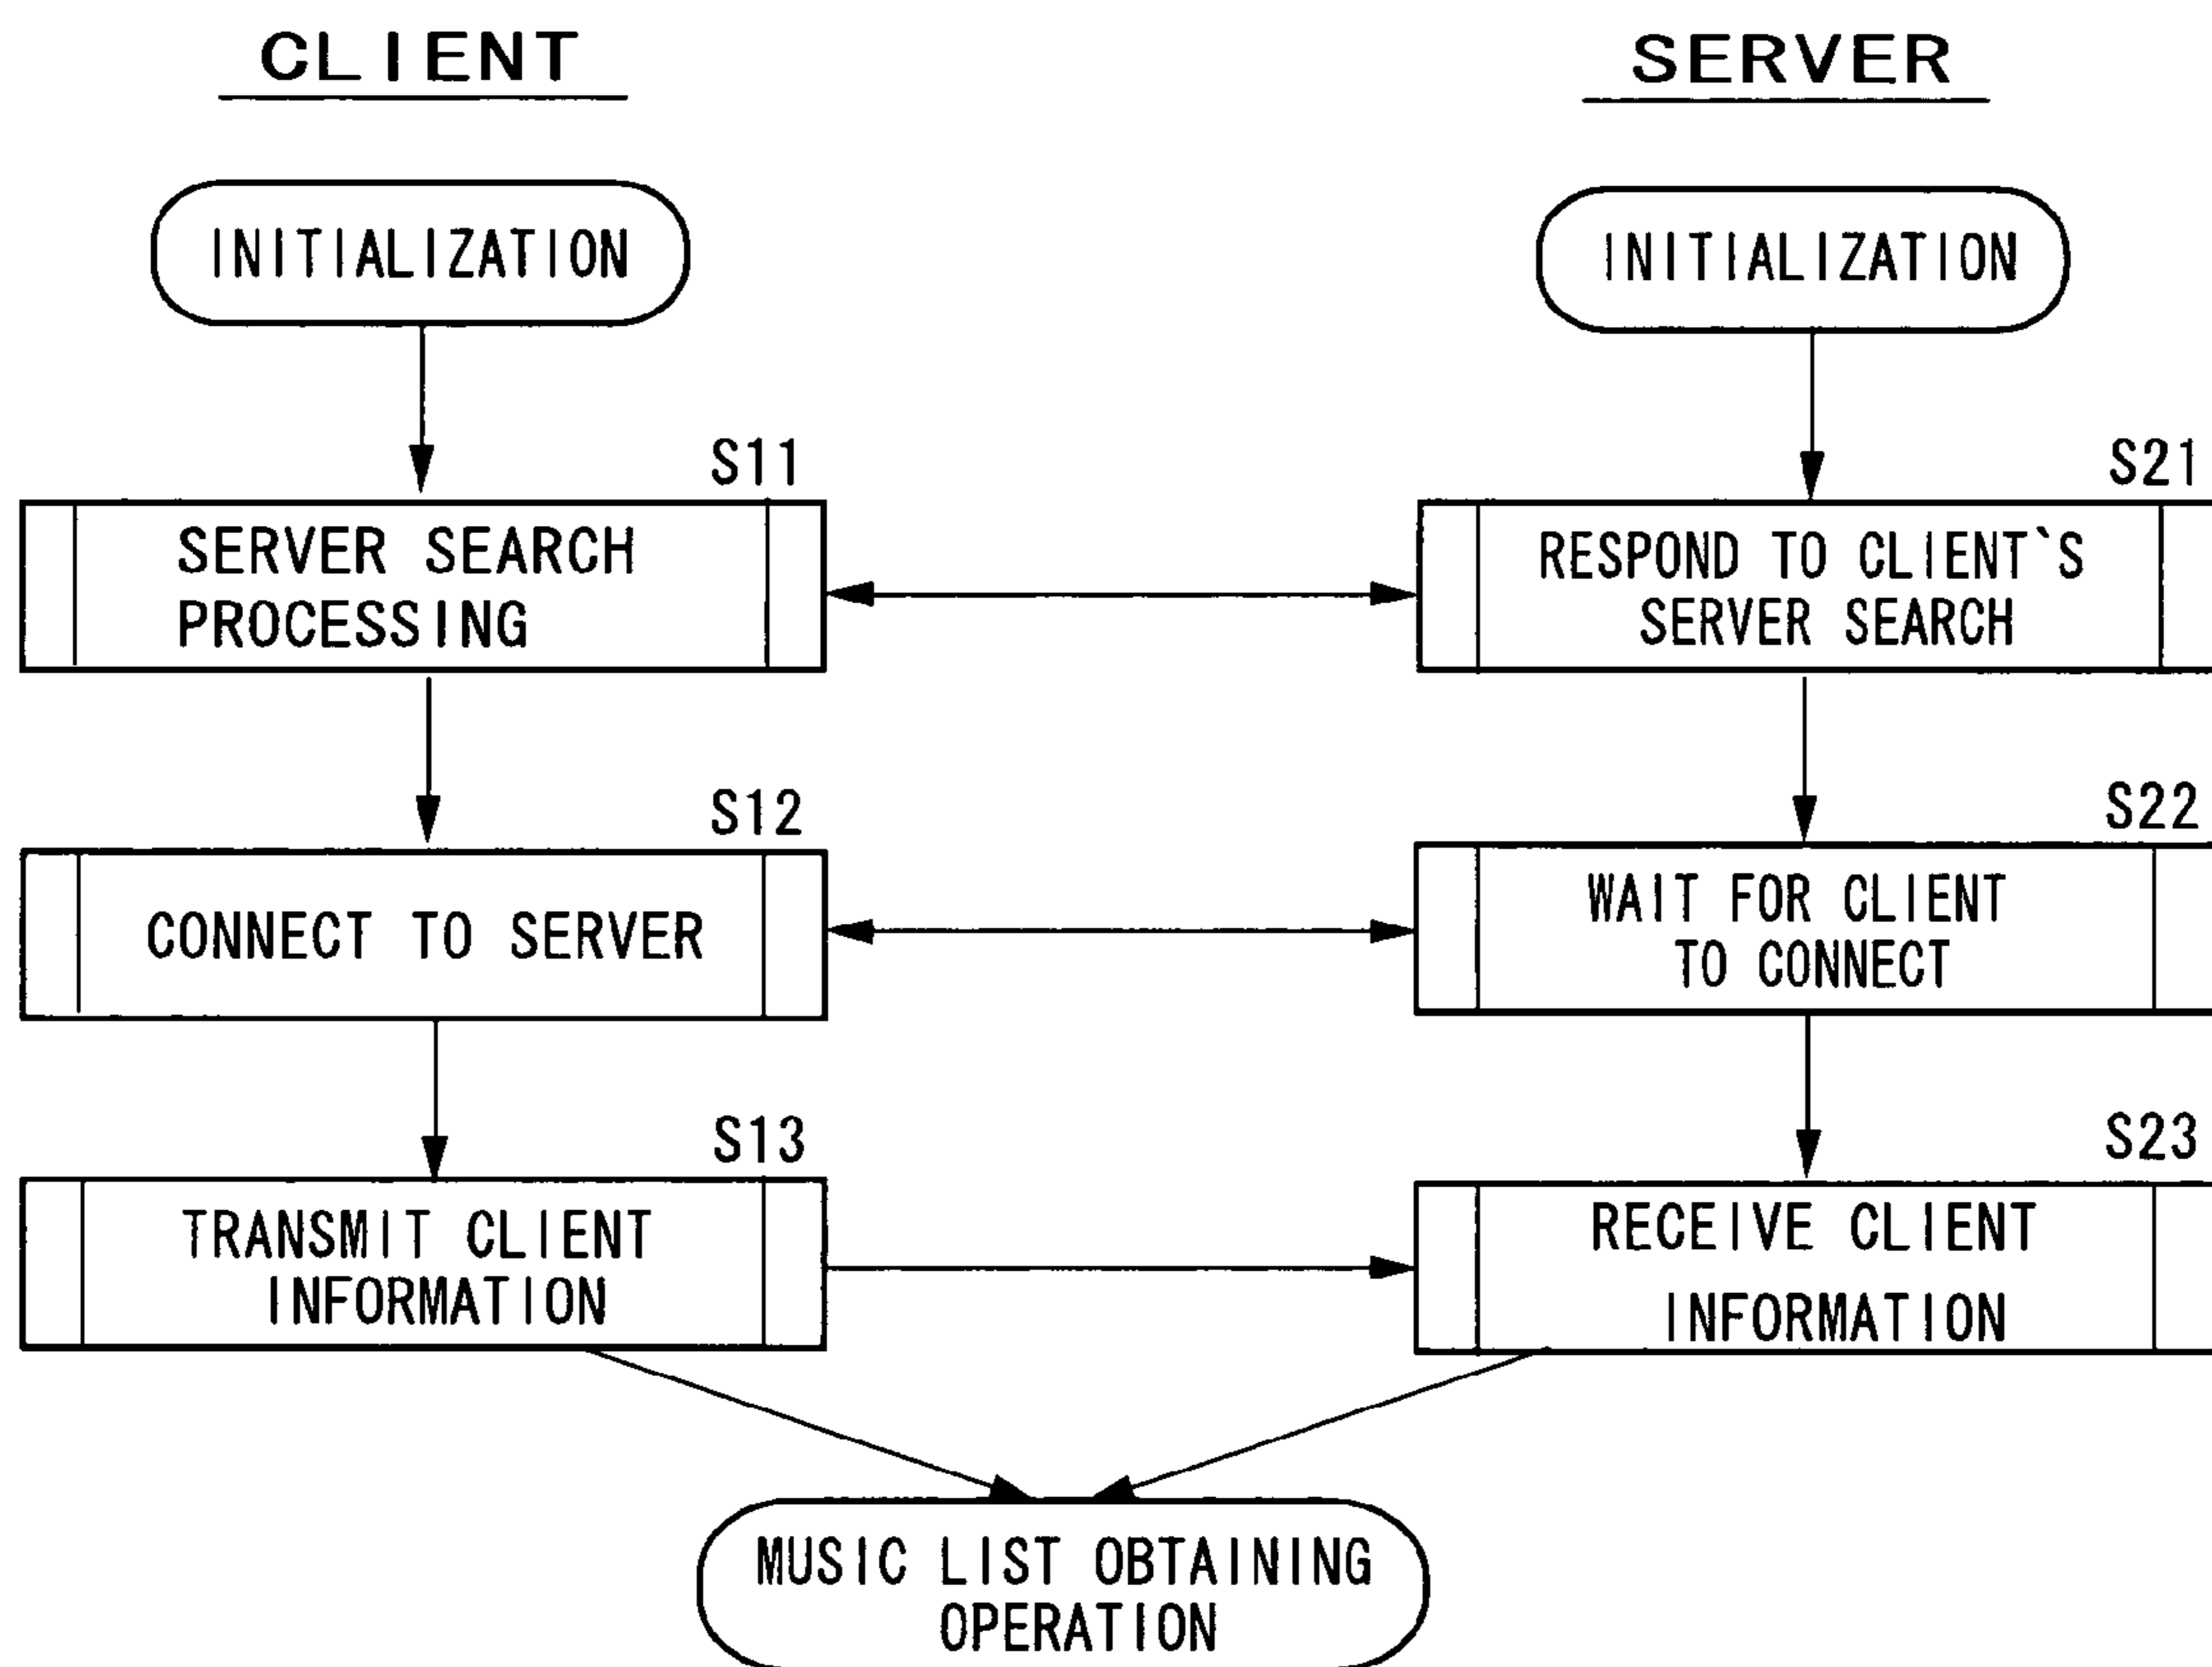 CLIENT
SERVER
INITIALIZATION
INITIALIZATION
S11
S21
SERVER SEARCH
PROCESSING
RESPOND TO CLIENT`S
SERVER SEARCH
S12
S22
CONNECT TO SERVER
WAIT FOR CLIENT
TO CONNECT
S13
S23
TRANSMIT CLIENT
INFORMATION
RECEIVE CLIENT
INFORMATION
MUSIC LIST OBTAINING
OPERATION